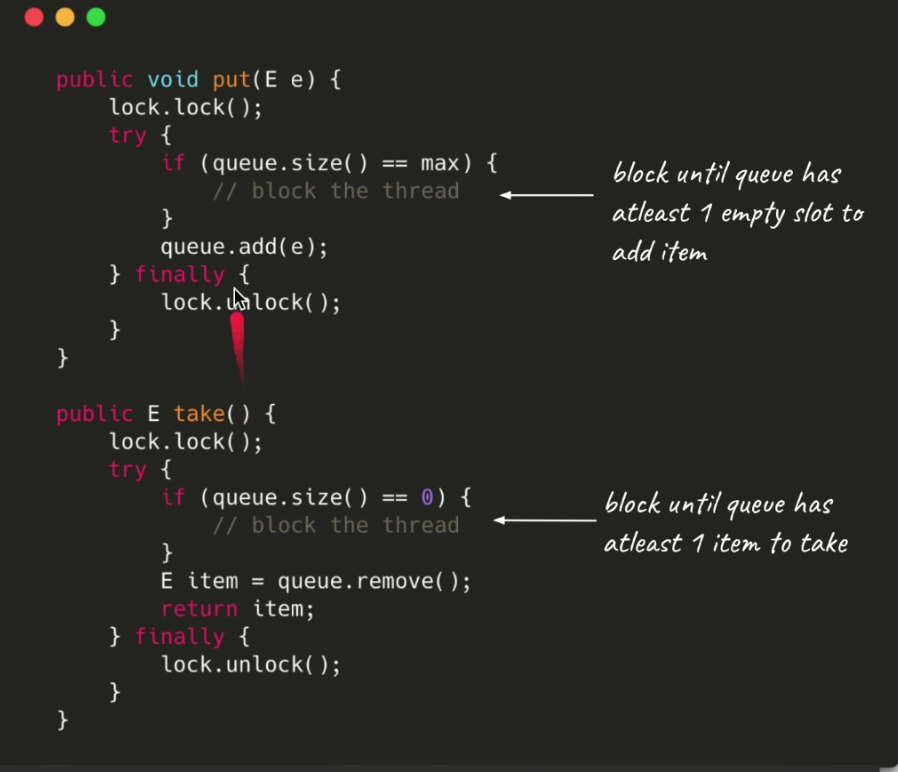 public void put(E e) {
lock.lock();
try {
if (queue.size() == max) {
// block the thread
}
queue.add(e);
} finally {
lock.unlock();
}
}
block until queue has
atleast 1 empty slot to
add item
public E take() {
lock.lock();
try {
if (queue.size() == 0) {
// block the thread
}
E item = queue.remove();
return item;
} finally {
lock.unlock();
}
}
block until queue has
atleast 1 item to take